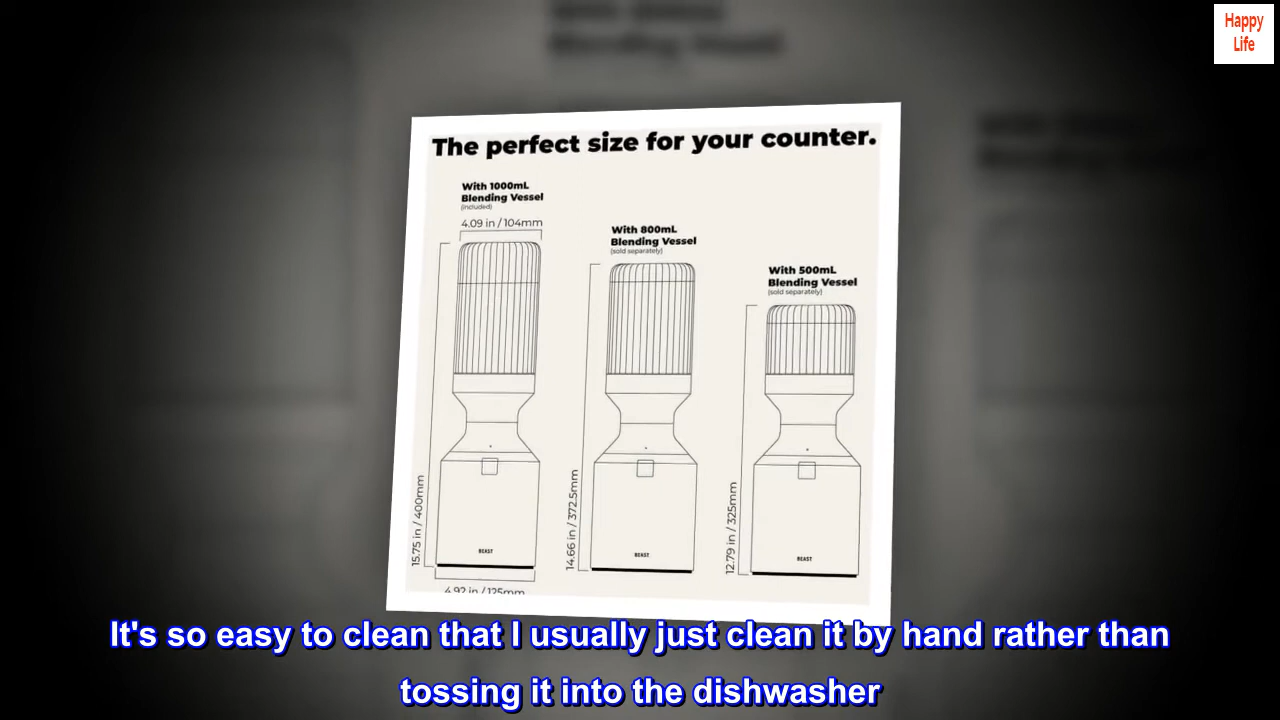 Happy
Life
The perfect size for your counter.
With 1000mL
Blending Vessel
(included)
4.09 in / 104mm
With 800mL
Blending Vessel
(sold separately)
With 500mL
Blending Vessel
(sold separately)
15.75 in / 400mm
14.66 in / 372.5mm
12.79 in / 325mm
BEAST
BEAST
BEAST
4.92 in / 125mm
It's so easy to clean that I usually just clean it by hand rather than
tossing it into the dishwasher